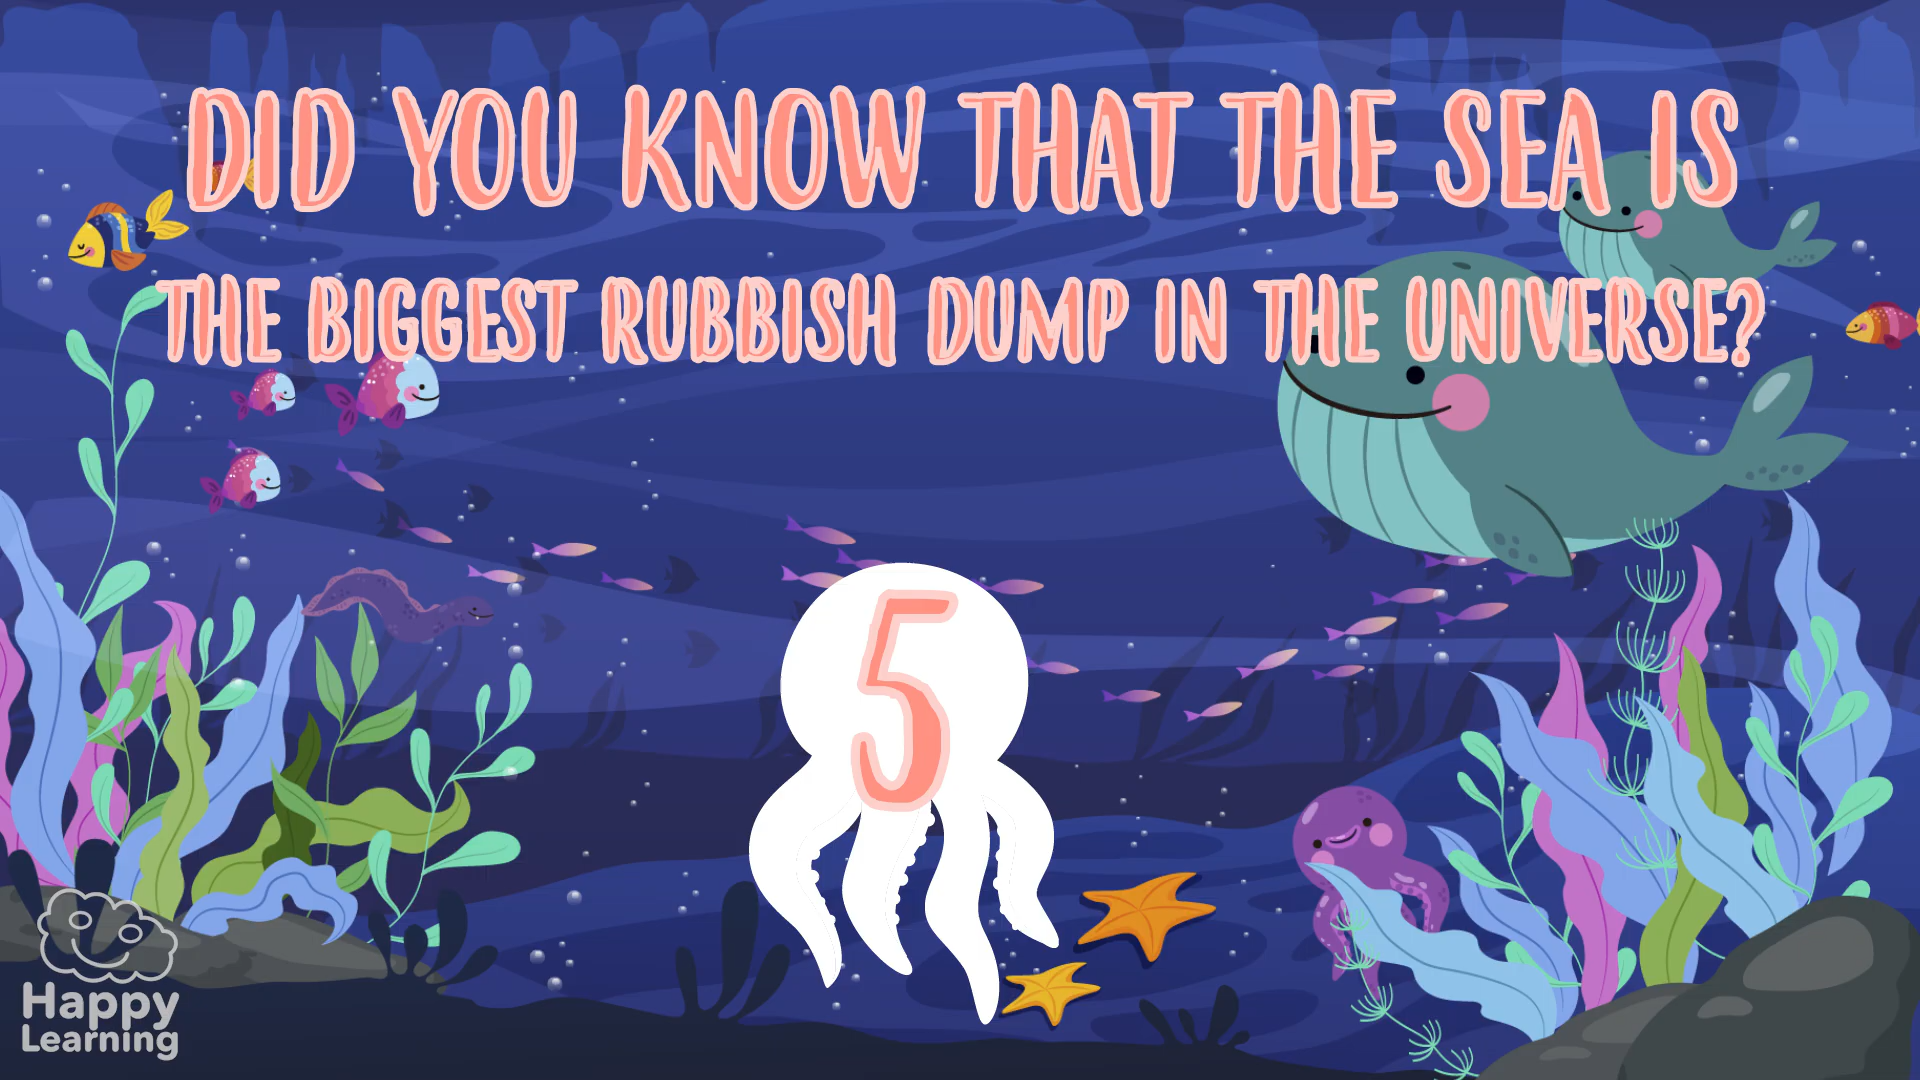 DID YOU KNOW THAT THE SEA IS
THE BIGGEST RUBBISH DUMP IN THE UNIVERSE?
5
Happy
Learning